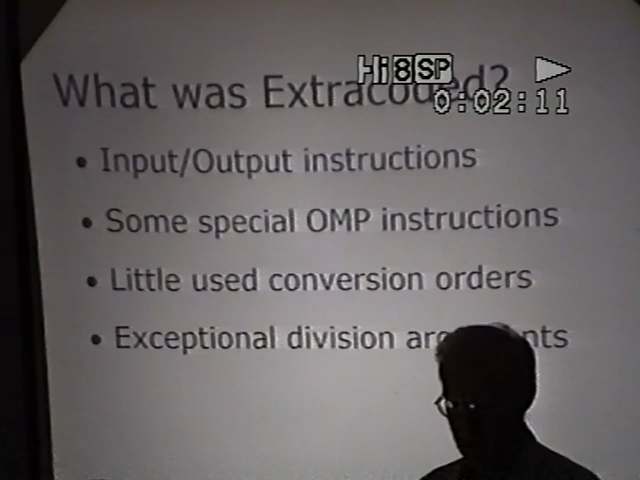 What was Extracoded?
Hi8 SP
0:02:11
• Input/Output instructions
• Some special OMP instructions
• Little used conversion orders
• Exceptional division